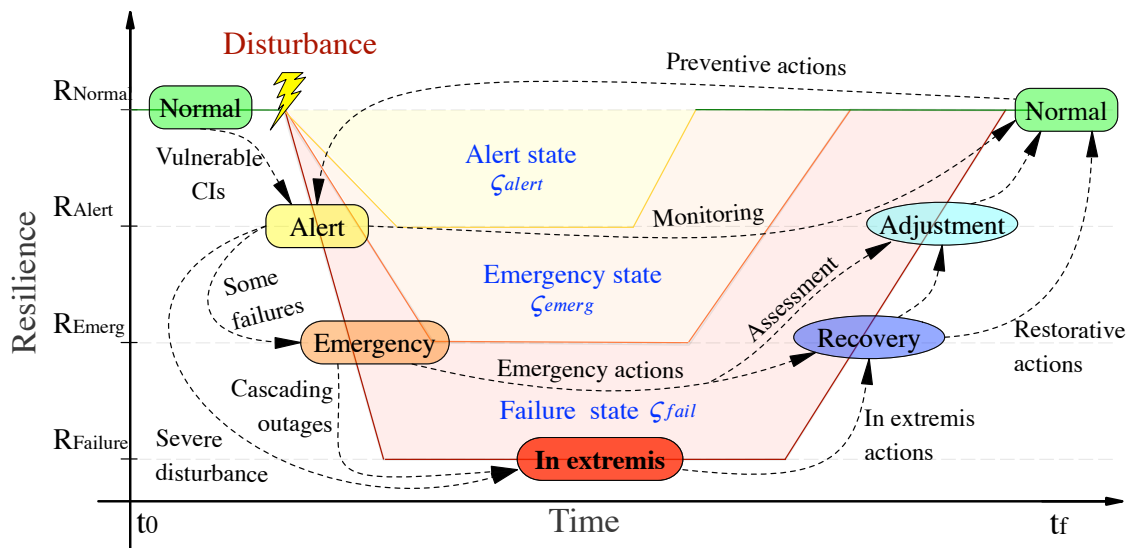 Disturbance
Preventive actions
RNormal
Normal
Normal
Vulnerable
CIs
Alert state
ςalert
RAlert
Alert
Monitoring
Adjustment
Some
failures
Emergency state
ςemerg
Assessment
Resilience
REmerg
Emergency
Recovery
Restorative
actions
Emergency actions
Cascading
outages
Failure state ςfail
In extremis
actions
RFailure
Severe
disturbance
In extremis
t0
Time
tf